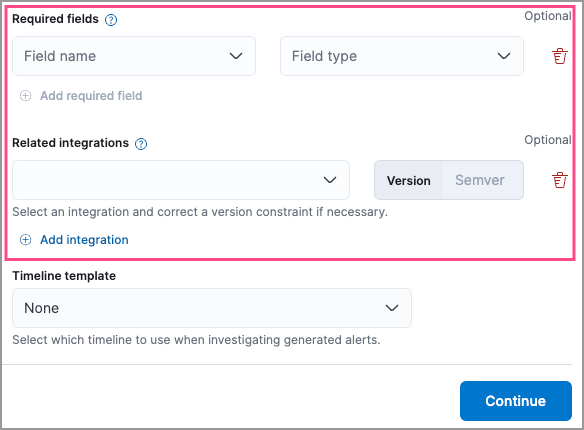 Required fields
Optional
Field name
Field type
Add required field
Related integrations
Optional
Version
Semver
Select an integration and correct a version constraint if necessary.
Add integration
Timeline template
None
Select which timeline to use when investigating generated alerts.
Continue